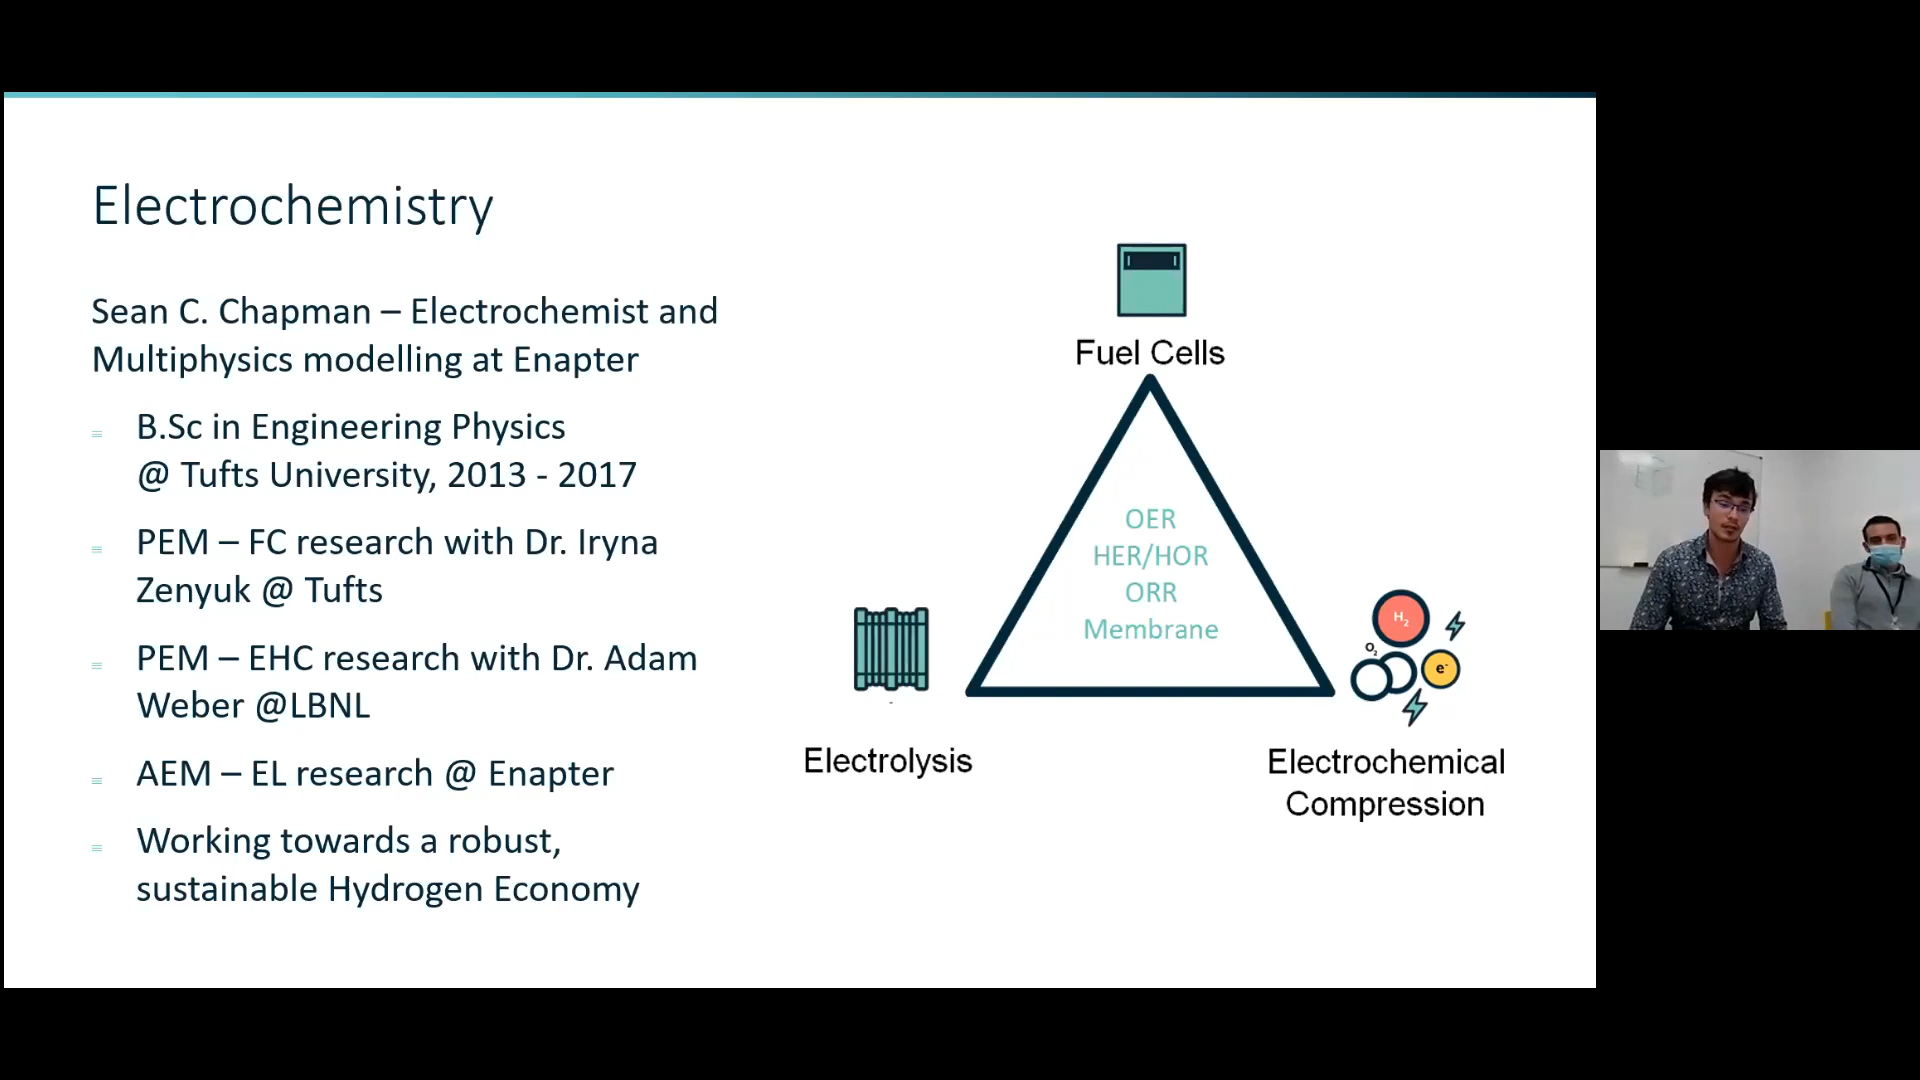 Electrochemistry
Sean C. Chapman – Electrochemist and
Multiphysics modelling at Enapter
B.Sc in Engineering Physics
@ Tufts University, 2013 - 2017
PEM – FC research with Dr. Iryna
Zenyuk @ Tufts
PEM – EHC research with Dr. Adam
Weber @LBNL
AEM – EL research @ Enapter
Working towards a robust,
sustainable Hydrogen Economy
Fuel Cells
OER
HER/HOR
ORR
Membrane
Electrolysis
H₂
O₂
e⁻
Electrochemical
Compression